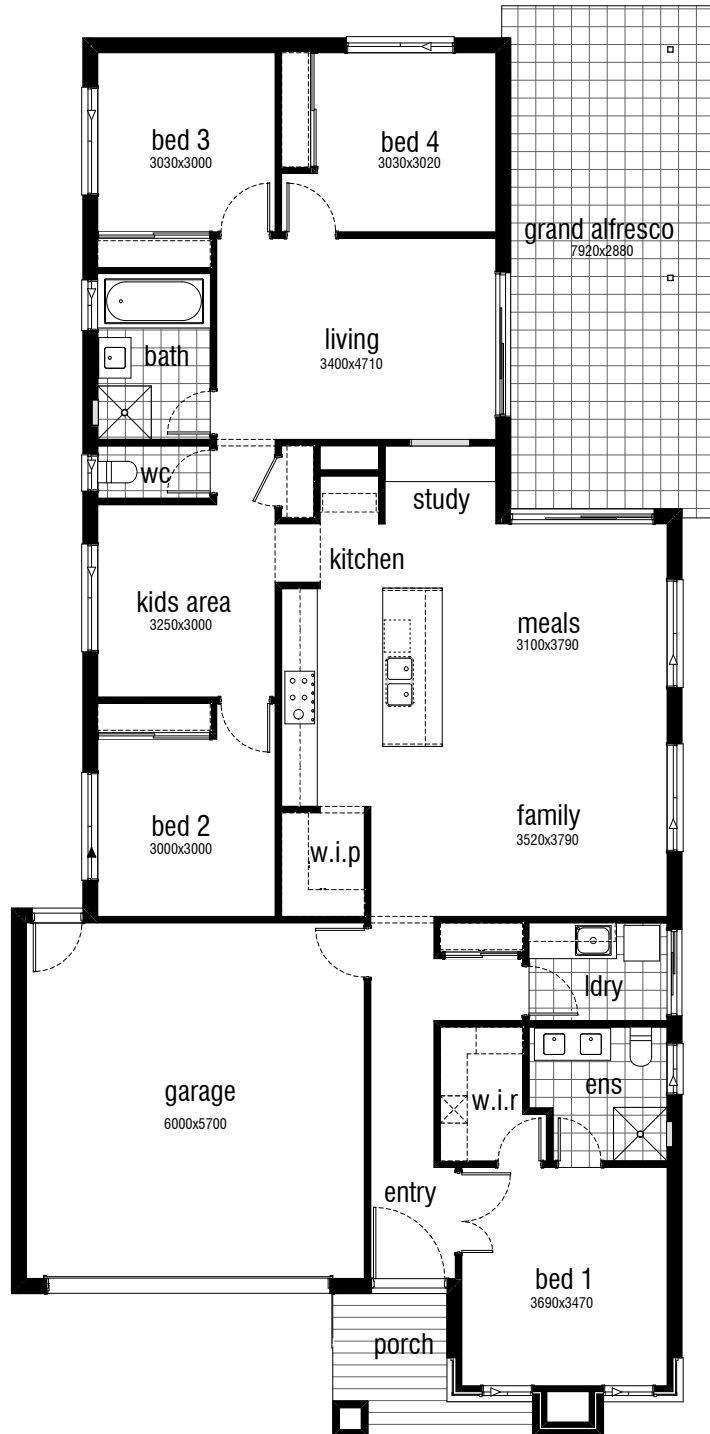 bed 3
3030x3000
bed 4
3030x3020
grand alfresco
7920x2880
living
3400x4710
bath
wc
study
kitchen
kids area
3250x3000
meals
3100x3790
bed 2
3000x3000
family
3520x3790
w.i.p
ldry
garage
6000x5700
w.i.r
ens
entry
bed 1
3690x3470
porch